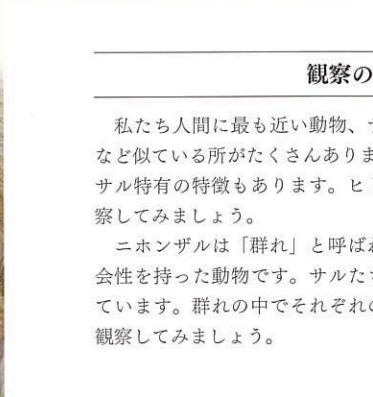 観察の
私たち人間に最も近い動物、
など似ている所がたくさんありま
サル特有の特徴もあります。ヒ
察してみましょう。
ニホンザルは「群れ」と呼ば
会性を持った動物です。サルた
ています。群れの中でそれぞれの
観察してみましょう。